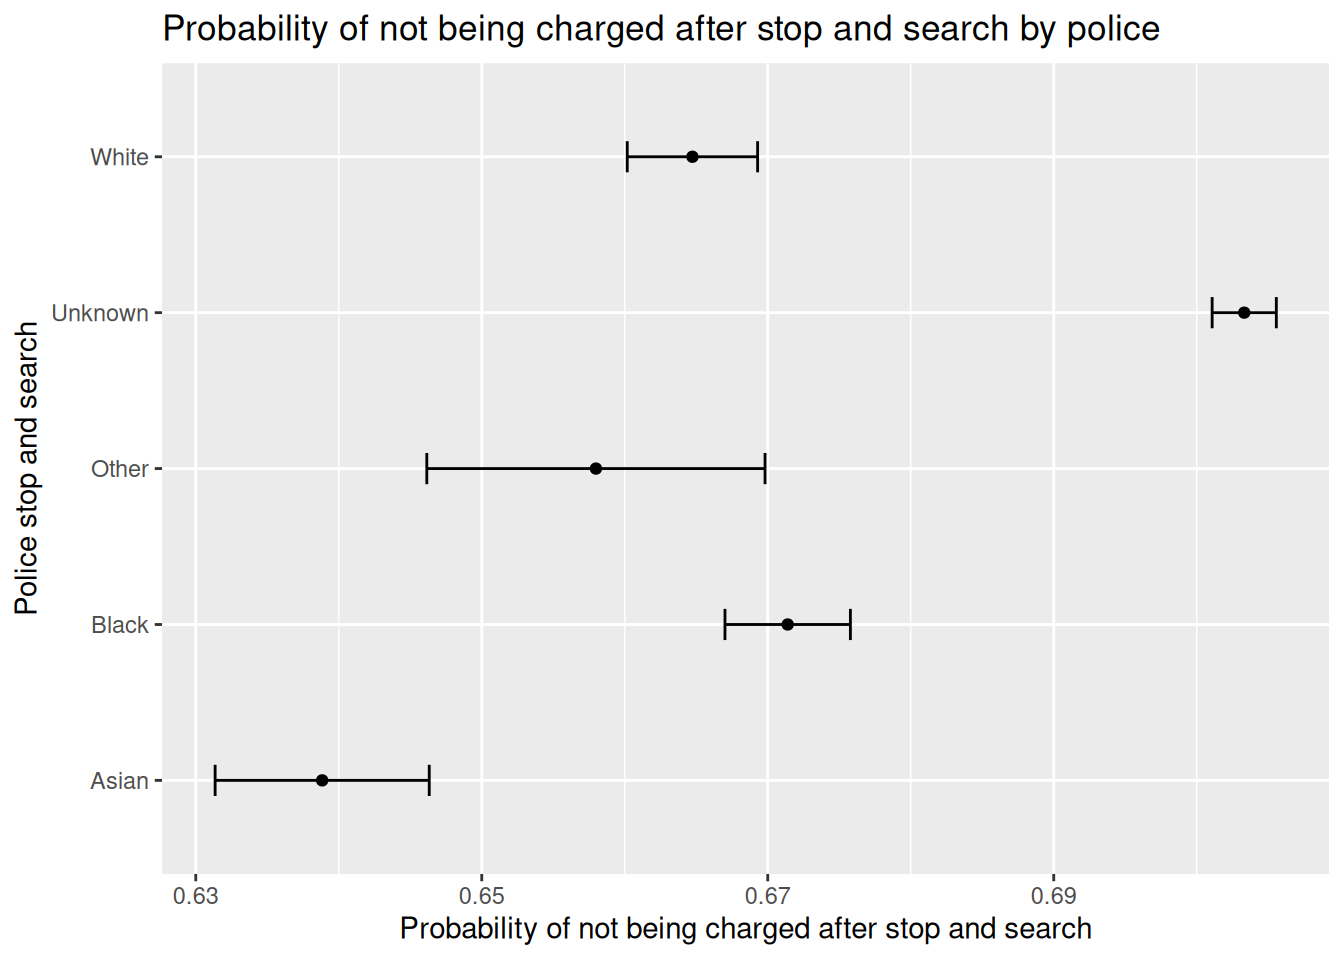 Probability of not being charged after stop and search by police
Police stop and search
White
Unknown
Other
Black
Asian
0.63 0.65 0.67 0.69
Probability of not being charged after stop and search